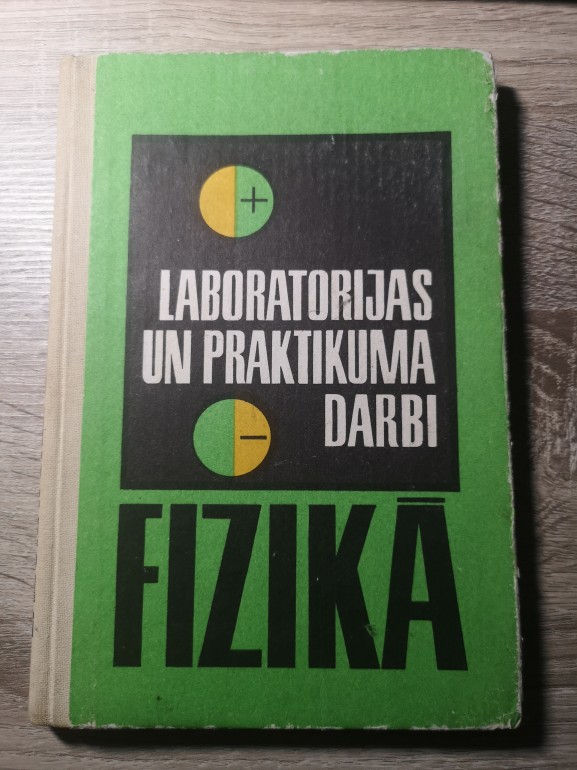 +
LABORATORIJAS
UN PRAKTIKUMA
DARBI
−
FIZIKĀ